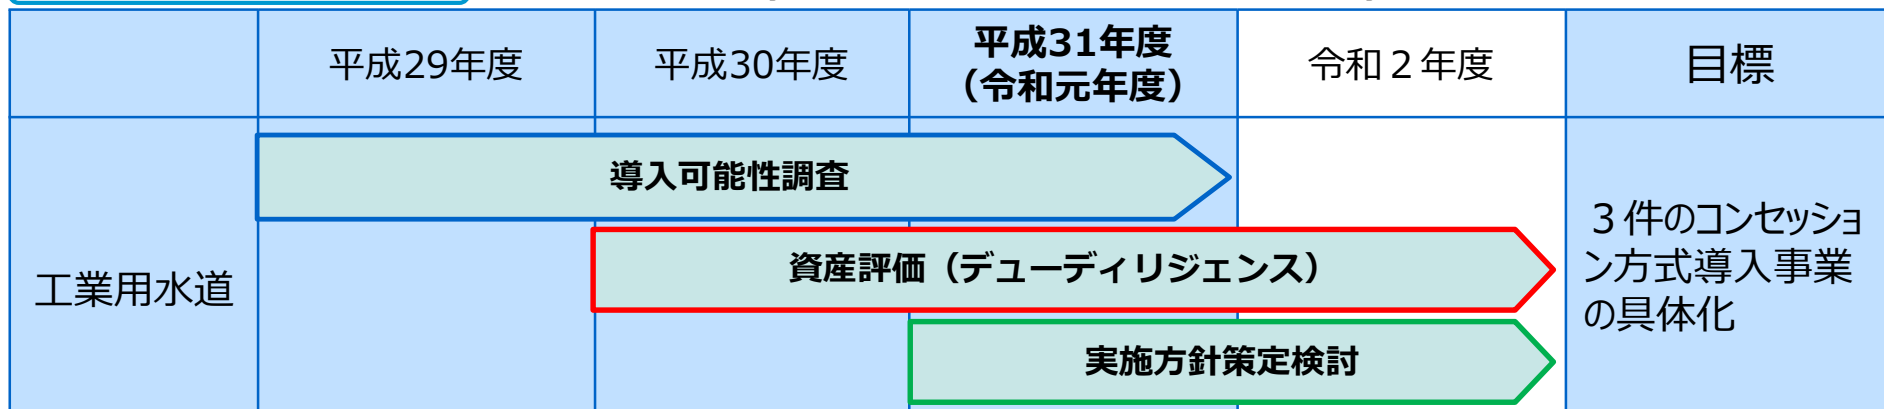 平成29年度
平成30年度
平成31年度
（令和元年度）
令和２年度
目標
導入可能性調査
資産評価（デューディリジェンス）
実施方針策定検討
工業用水道
３件のコンセッショ
ン方式導入事業
の具体化